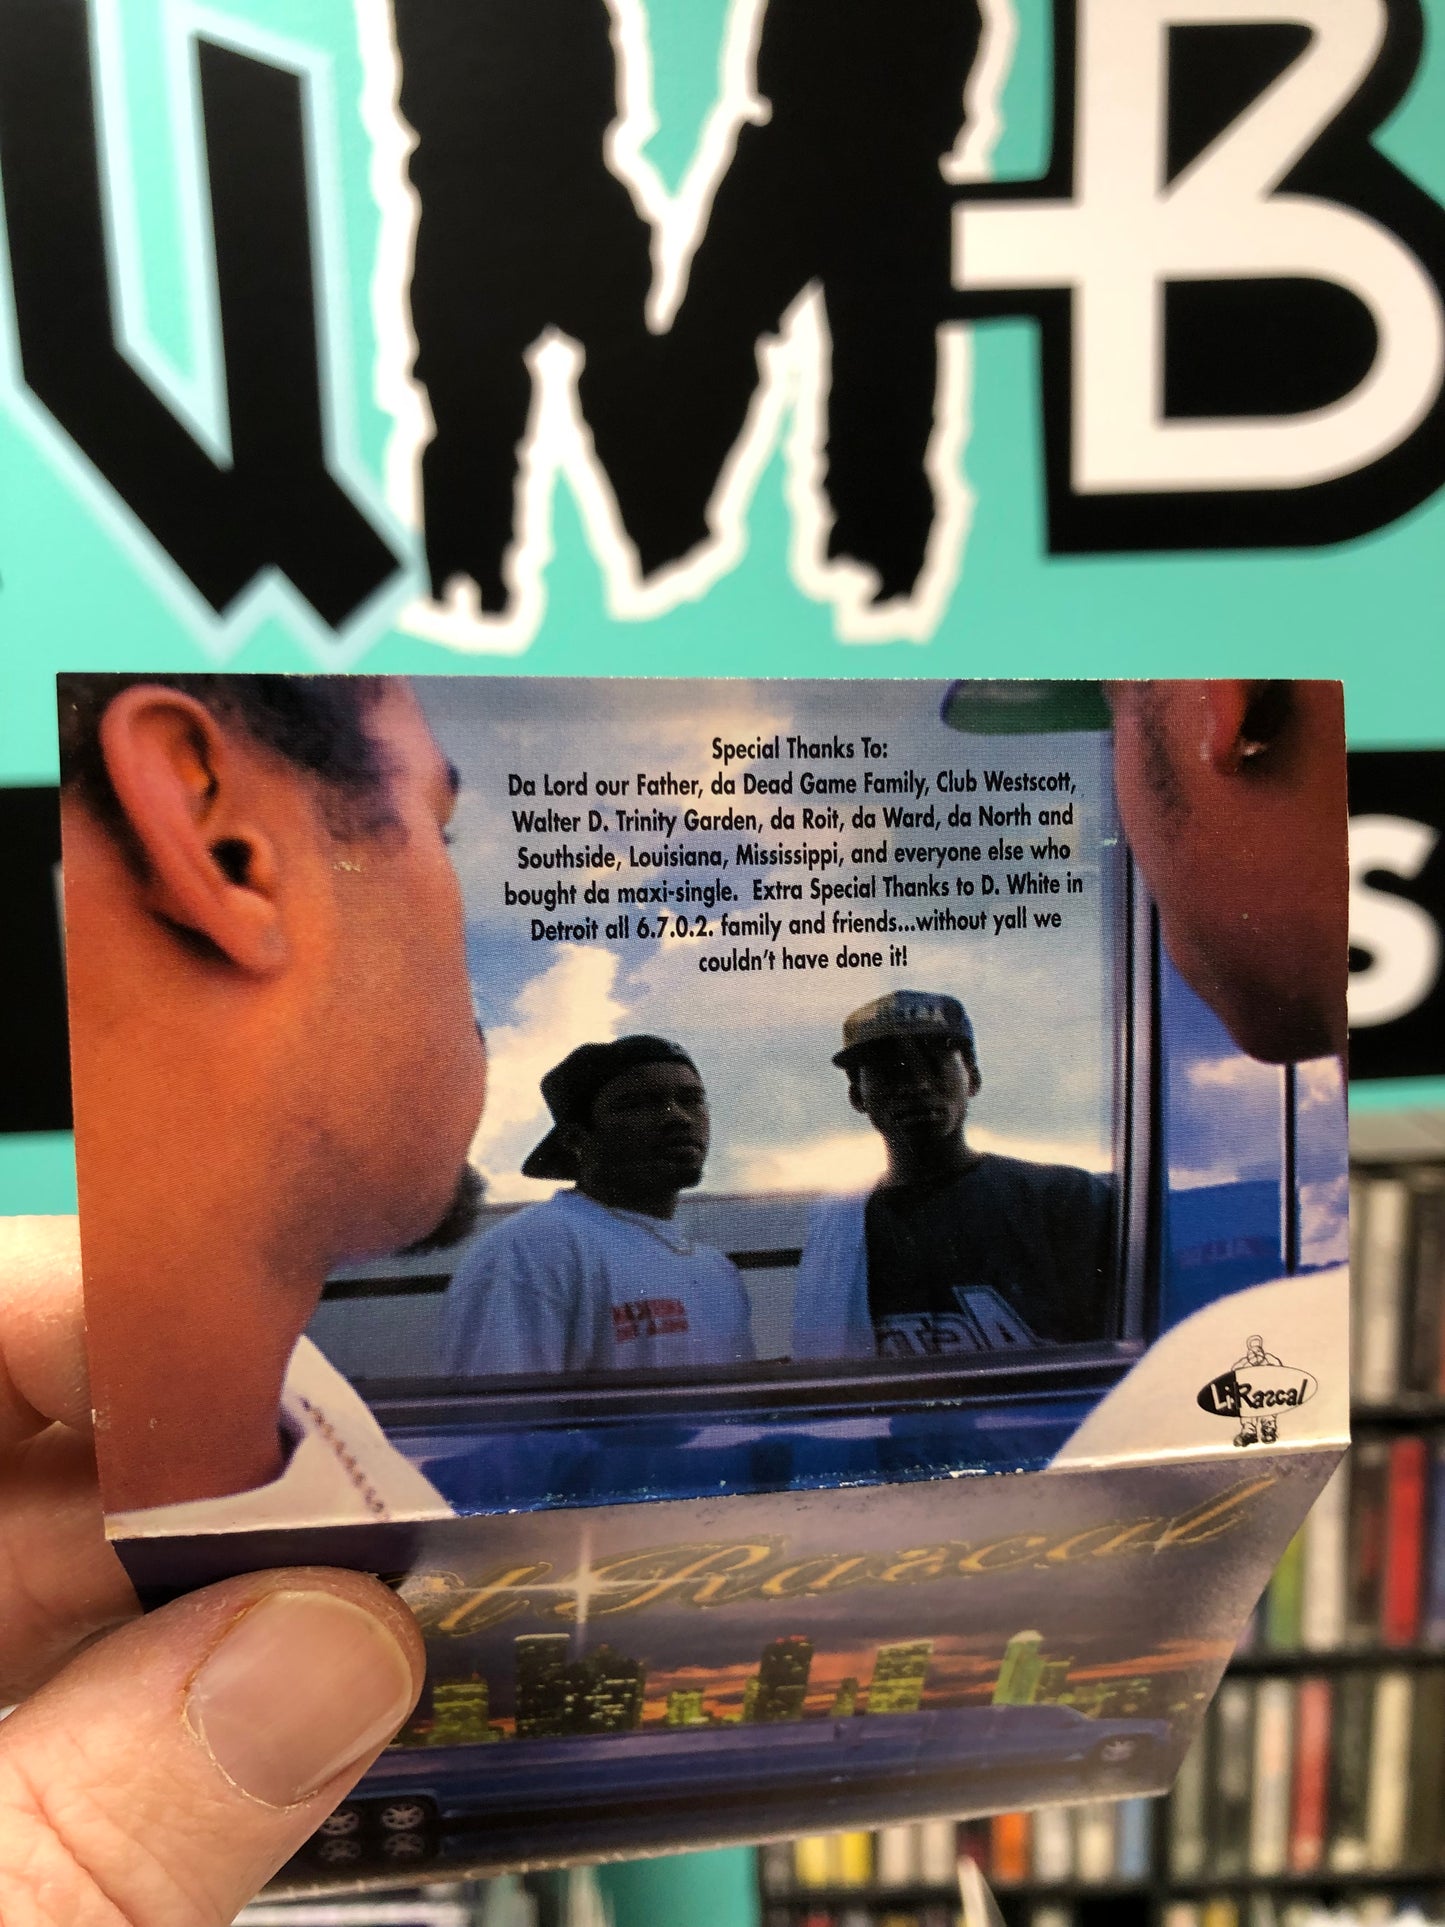 MB
S
Special Thanks To:
Da Lord our Father, da Dead Game Family, Club Westscott,
Walter D. Trinity Garden, da Roit, da Ward, da North and
Southside, Louisiana, Mississippi, and everyone else who
bought da maxi-single. Extra Special Thanks to D. White in
Detroit all 6.7.0.2. family and friends...without yall we
couldn't have done it!
Li'l Rascal
Rascal